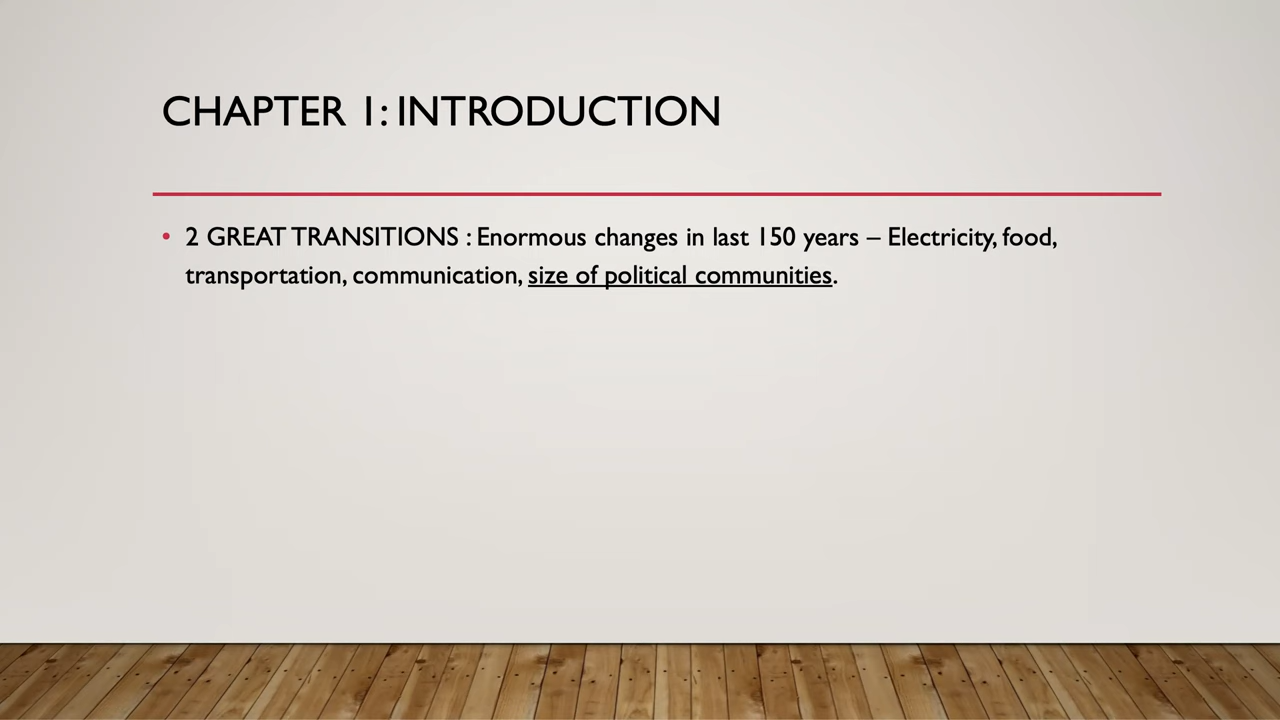 CHAPTER 1: INTRODUCTION
• 2 GREAT TRANSITIONS : Enormous changes in last 150 years – Electricity, food,
transportation, communication, size of political communities.